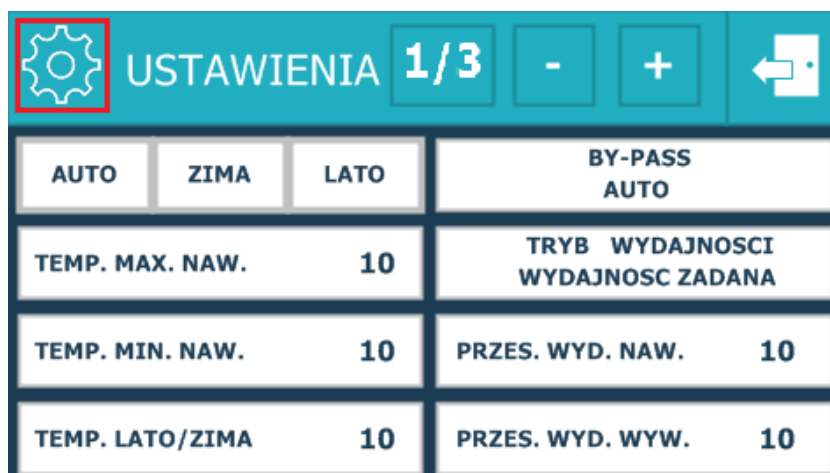 USTAWIENIA 1/3 - +
AUTO ZIMA LATO
BY-PASS
AUTO
TEMP. MAX. NAW. 10
TRYB WYDAJNOSCI
WYDAJNOSC ZADANA
TEMP. MIN. NAW. 10
PRZES. WYD. NAW. 10
TEMP. LATO/ZIMA 10
PRZES. WYD. WYW. 10